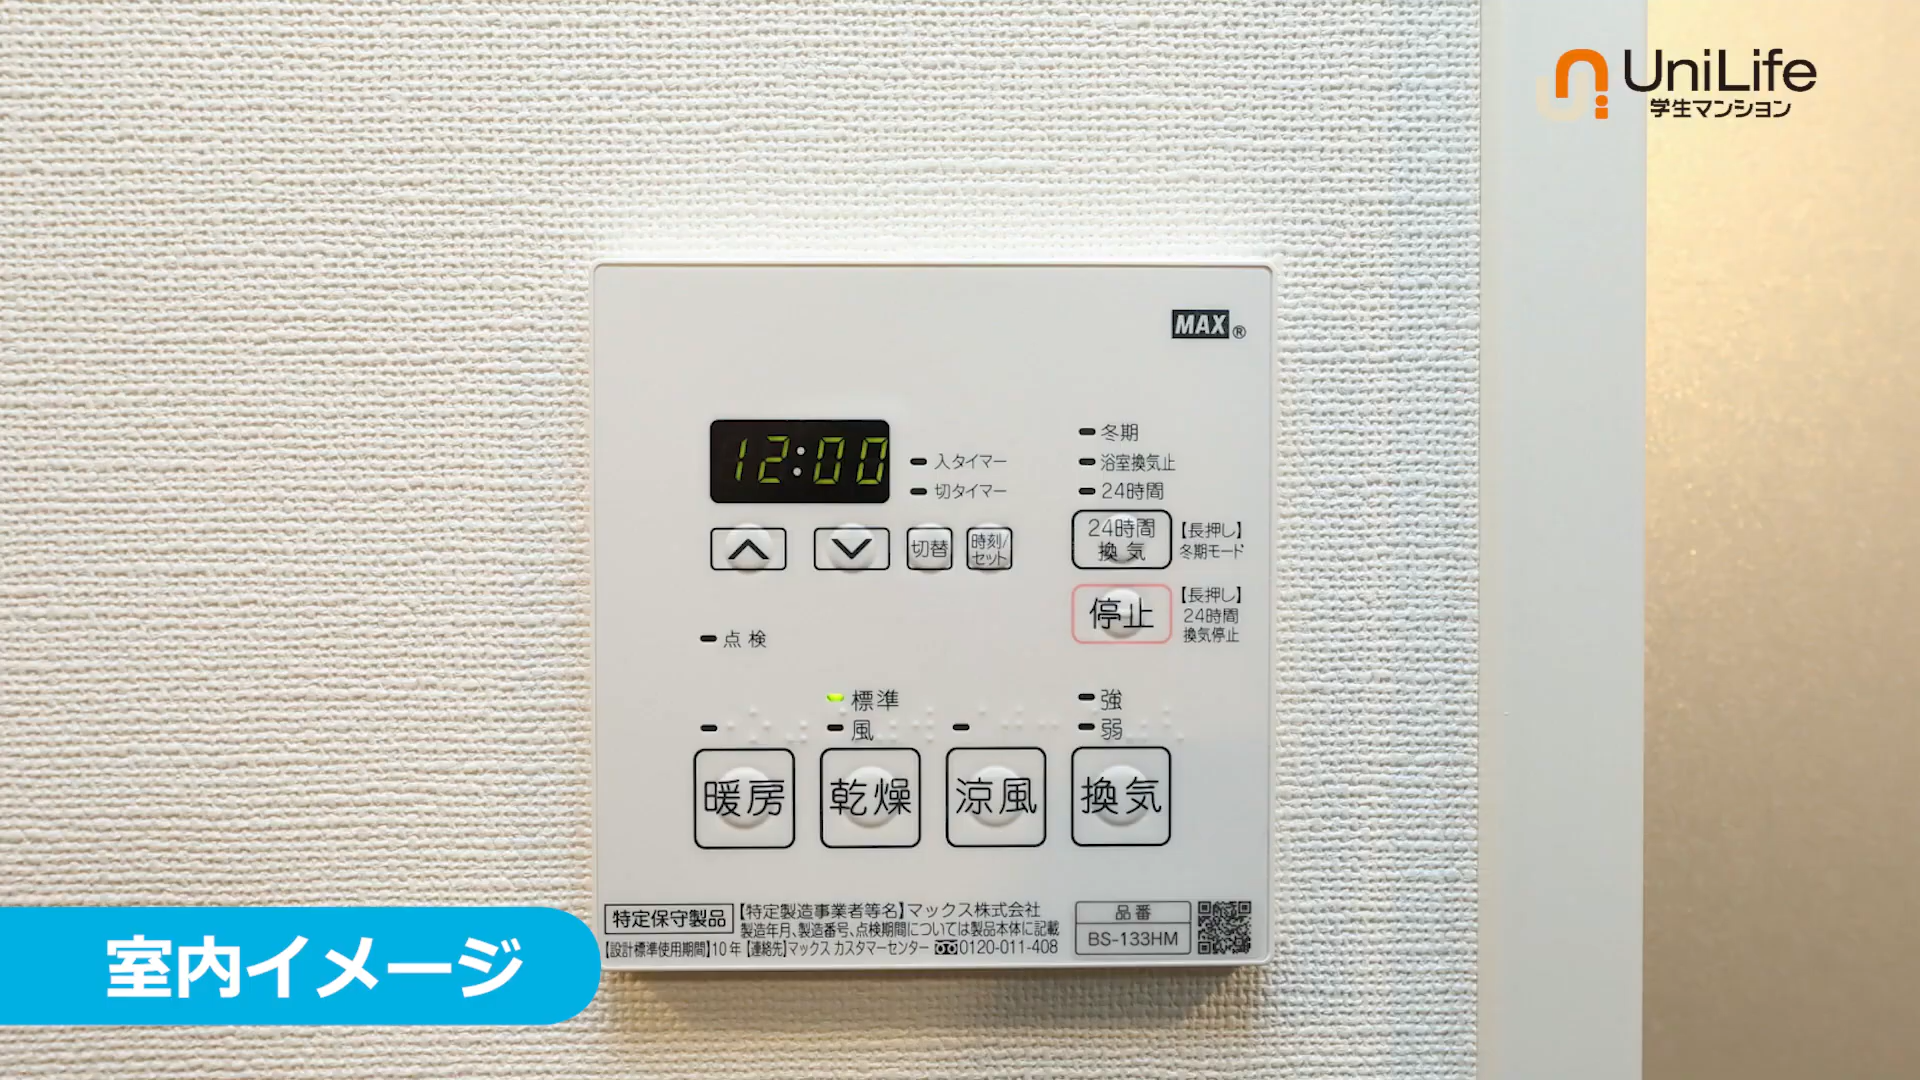 UniLife
学生マンション
MAX®
12:00
入タイマー
切タイマー
冬期
浴室換気止
24時間
切替
時刻/
セット
24時間
換気
【長押し】
冬期モード
停止
【長押し】
24時間
換気停止
点検
標準
風
強
弱
暖房
乾燥
涼風
換気
特定保守製品
【特定製造事業者等名】マックス株式会社
製造年月、製造番号、点検期間については製品本体に記載
【設計標準使用期間】10年【連絡先】マックス カスタマーセンター 0120-011-408
品番
BS-133HM
室内イメージ